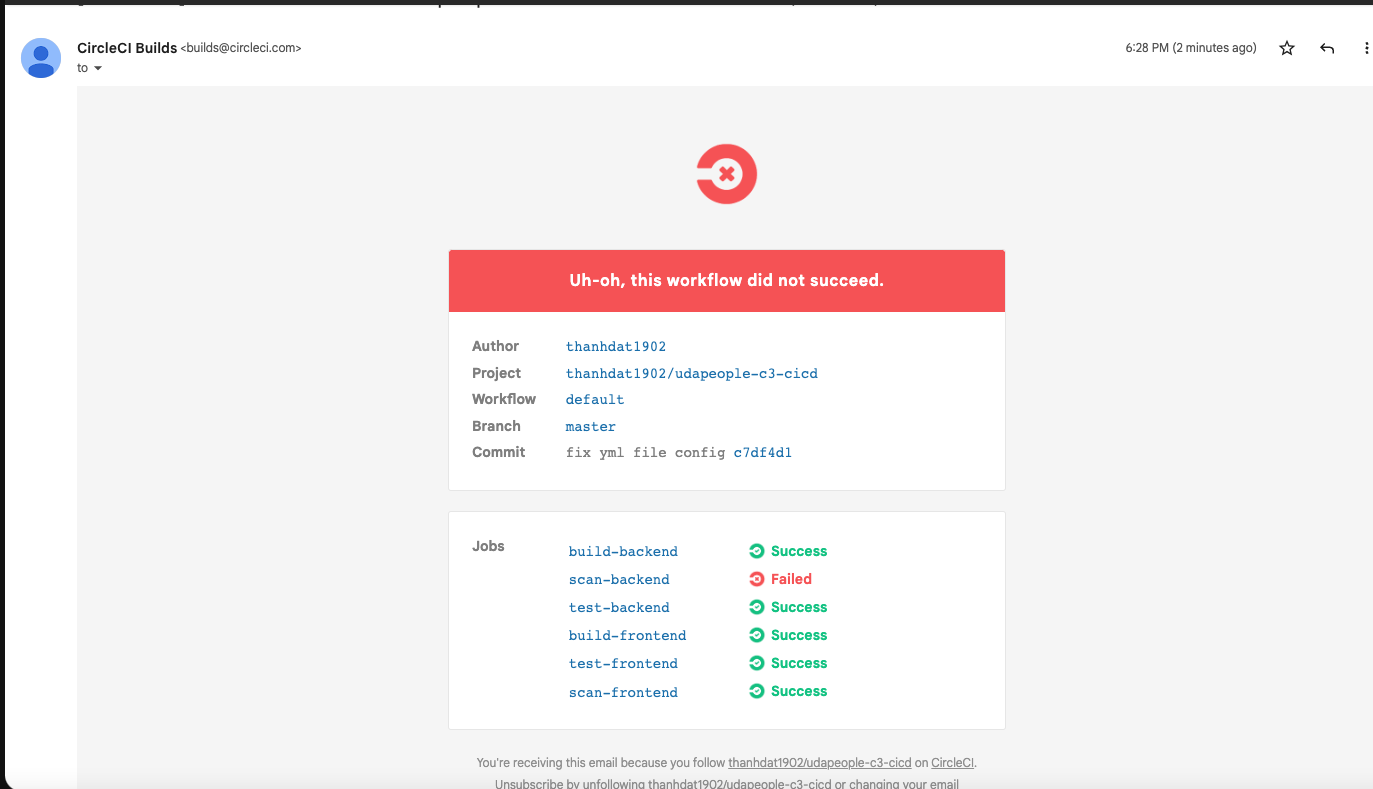 CircleCI Builds <builds@circleci.com>
6:28 PM (2 minutes ago)
to
Uh-oh, this workflow did not succeed.
Author thanhdat1902
Project thanhdat1902/udapeople-c3-cicd
Workflow default
Branch master
Commit fix yml file config c7df4d1
Jobs
build-backend Success
scan-backend Failed
test-backend Success
build-frontend Success
test-frontend Success
scan-frontend Success
You're receiving this email because you follow thanhdat1902/udapeople-c3-cicd on CircleCI.
Unsubscribe by unfollowing thanhdat1902/udapeople-c3-cicd or changing your email